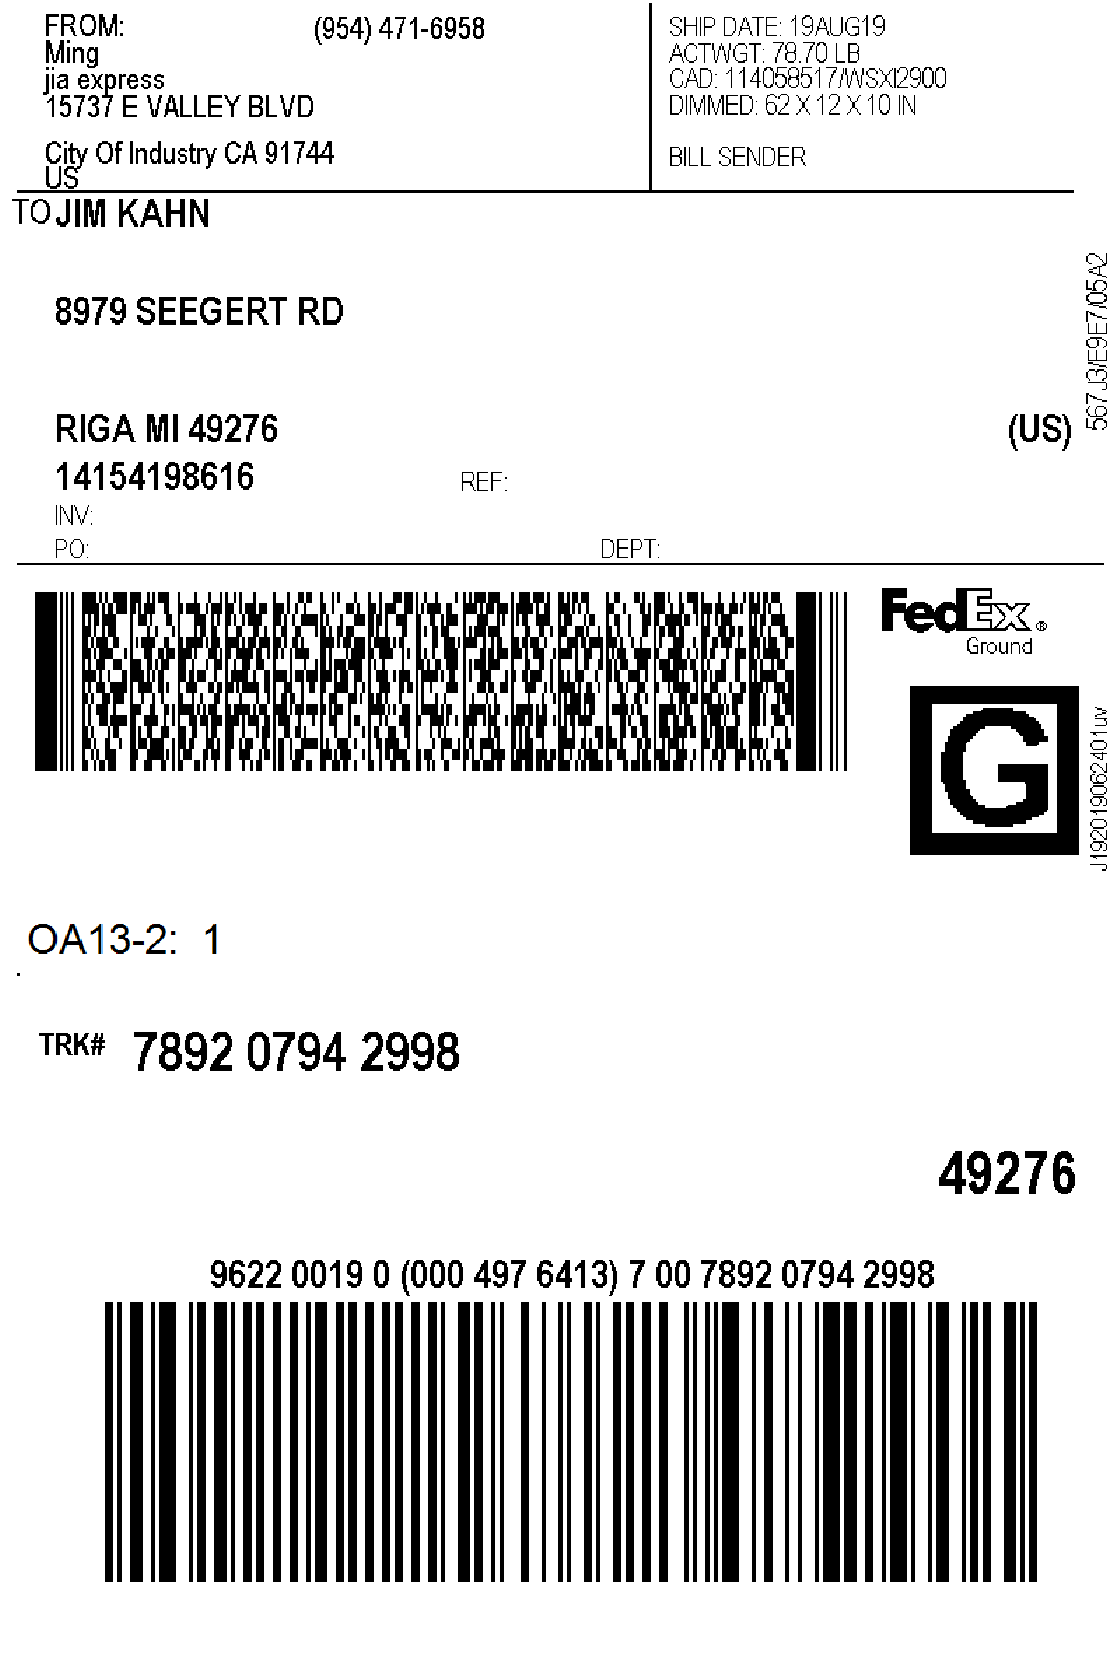 FROM: (954) 471-6958
Ming
jia express
15737 E VALLEY BLVD
City Of Industry CA 91744
US
SHIP DATE: 19AUG19
ACTWGT: 78.70 LB
CAD: 114058517/WSXI2900
DIMMED: 62 X 12 X 10 IN
BILL SENDER
TO JIM KAHN
8979 SEEGERT RD
RIGA MI 49276 (US)
14154198616 REF:
INV:
PO: DEPT:
567J3/E9E7/05A2
FedEx®
Ground
G
J192019062401uv
OA13-2: 1
.
TRK# 7892 0794 2998
49276
9622 0019 0 (000 497 6413) 7 00 7892 0794 2998